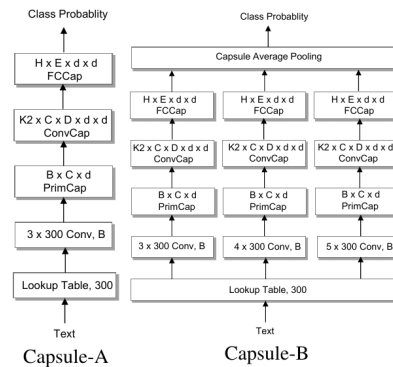 Class Probablity
H x E x d x d
FCCap
K2 x C x D x d x d
ConvCap
B x C x d
PrimCap
3 x 300 Conv, B
Lookup Table, 300
Text
Capsule-A
Class Probablity
Capsule Average Pooling
H x E x d x d
FCCap
H x E x d x d
FCCap
H x E x d x d
FCCap
K2 x C x D x d x d
ConvCap
K2 x C x D x d x d
ConvCap
K2 x C x D x d x d
ConvCap
B x C x d
PrimCap
B x C x d
PrimCap
B x C x d
PrimCap
3 x 300 Conv, B
4 x 300 Conv, B
5 x 300 Conv, B
Lookup Table, 300
Text
Capsule-B